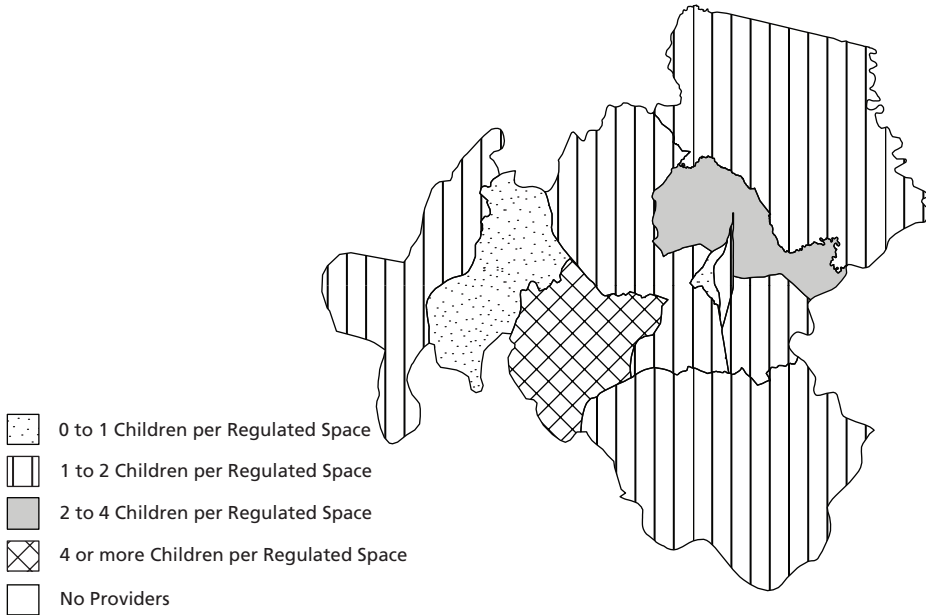 0 to 1 Children per Regulated Space
1 to 2 Children per Regulated Space
2 to 4 Children per Regulated Space
4 or more Children per Regulated Space
No Providers